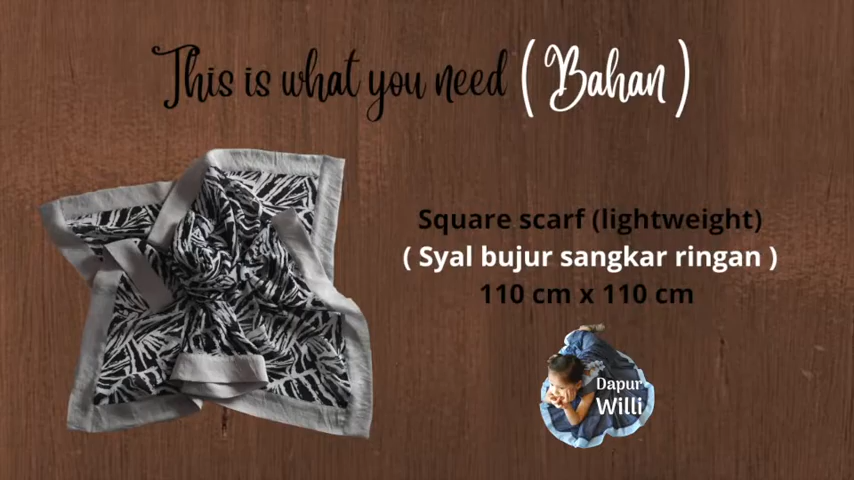 This is what you need ( Bahan )
Square scarf (lightweight)
( Syal bujur sangkar ringan )
110 cm x 110 cm
Dapur
Willi